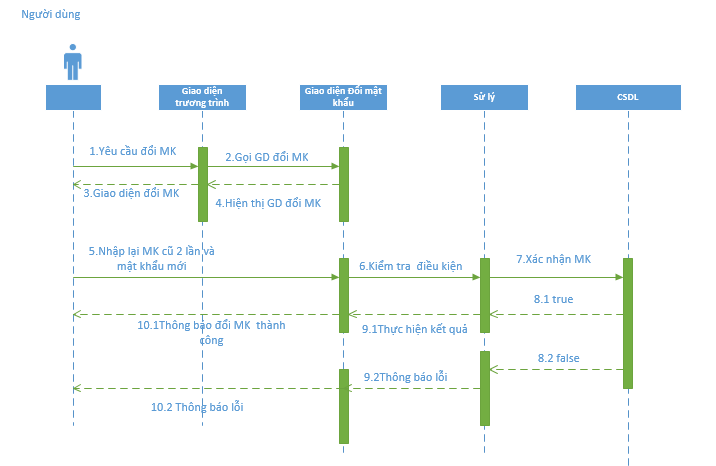 Người dùng
Giao diện
trương trình
Giao diện Đổi mật
khẩu
Sử lý
CSDL
1.Yêu cầu đổi MK
2.Gọi GD đổi MK
3.Giao diện đổi MK
4.Hiện thị GD đổi MK
5.Nhập lại MK cũ 2 lần và
mật khẩu mới
6.Kiểm tra điều kiện
7.Xác nhận MK
8.1 true
9.1Thực hiện kết quả
10.1Thông báo đổi MK thành
công
8.2 false
9.2Thông báo lỗi
10.2 Thông báo lỗi